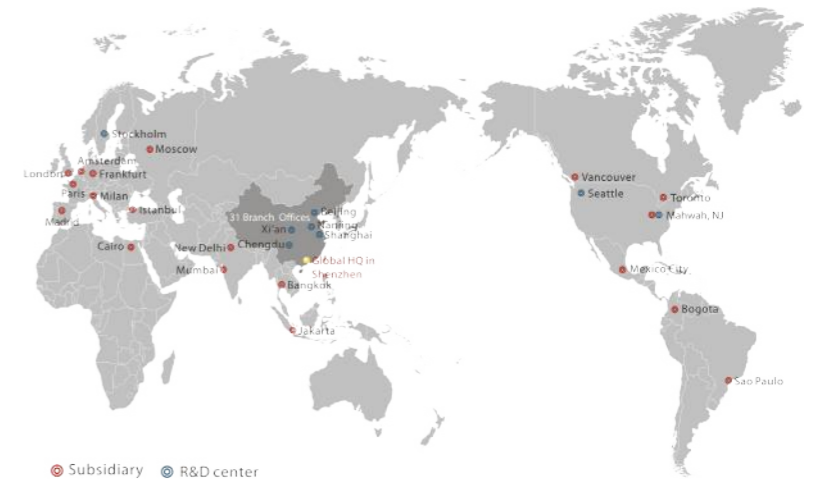 Stockholm
Moscow
Amsterdam
London
Frankfurt
Paris
Milan
Madrid
Istanbul
Cairo
New Delhi
Mumbai
31 Branch Offices
Beijing
Xi'an
Nanjing
Shanghai
Chengdu
Global HQ in
Shenzhen
Bangkok
Jakarta
Vancouver
Seattle
Toronto
Mahwah, NJ
Mexico City
Bogota
Sao Paulo
Subsidiary
R&D center